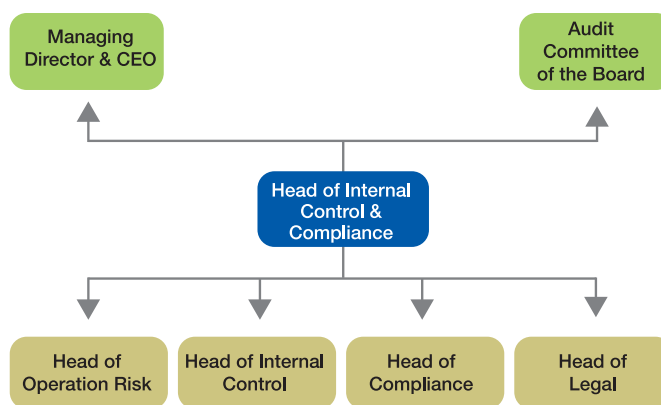 Managing
Director & CEO
Audit
Committee
of the Board
Head of Internal
Control &
Compliance
Head of
Operation Risk
Head of Internal
Control
Head of
Compliance
Head of
Legal